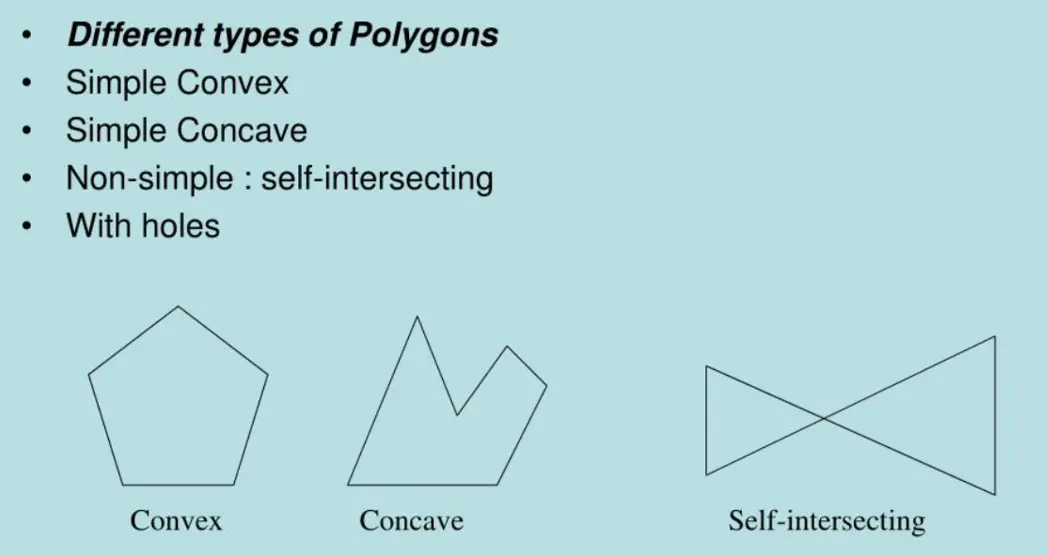 • Different types of Polygons
• Simple Convex
• Simple Concave
• Non-simple : self-intersecting
• With holes
Convex
Concave
Self-intersecting